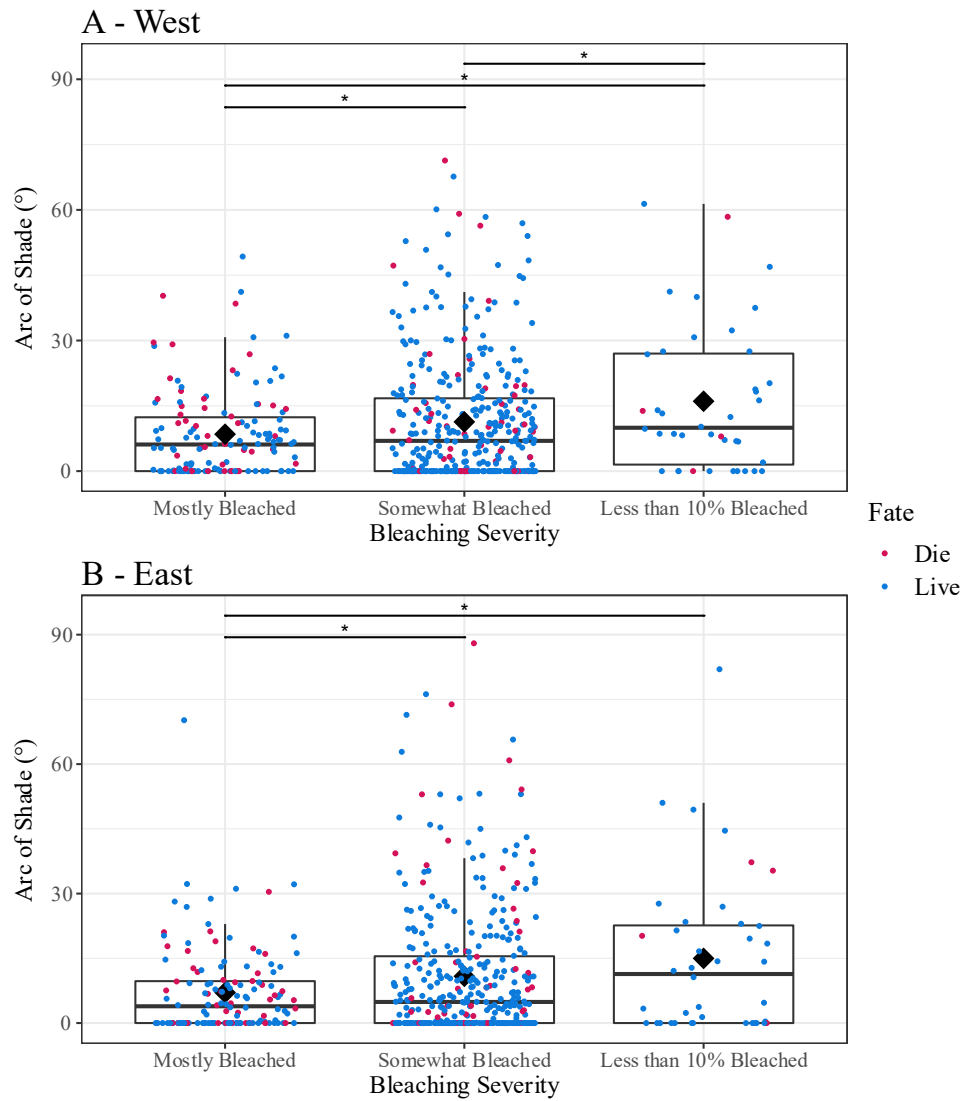 A - West
*
*
*
90
60
30
0
Arc of Shade (°)
Mostly Bleached
Somewhat Bleached
Less than 10% Bleached
Bleaching Severity
Fate
Die
Live
B - East
*
*
90
60
30
0
Arc of Shade (°)
Mostly Bleached
Somewhat Bleached
Less than 10% Bleached
Bleaching Severity